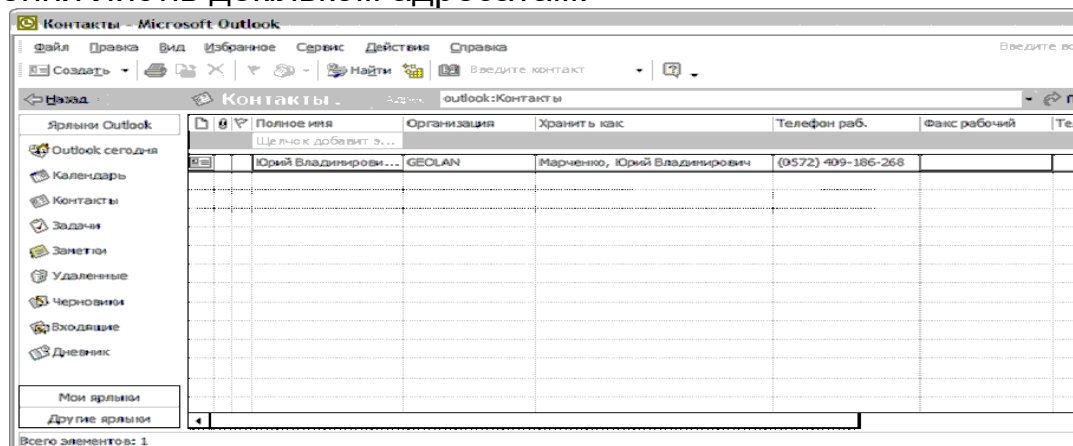 Контакты - Microsoft Outlook
Файл Правка Вид Избранное Сервис Действия Справка
Создать Найти Введите контакт
Назад Контакты. outlook:Контакты
Ярлыки Outlook
Outlook сегодня
Календарь
Контакты
Задачи
Заметки
Удаленные
Черновики
Входящие
Дневник
Мои ярлыки
Другие ярлыки
Полное имя Организация Хранить как Телефон раб. Факс рабочий
Щелчок добавит э...
Юрий Владимирови... GEOLAN Марченко, Юрий Владимирович (0572) 409-186-268
Всего элементов: 1